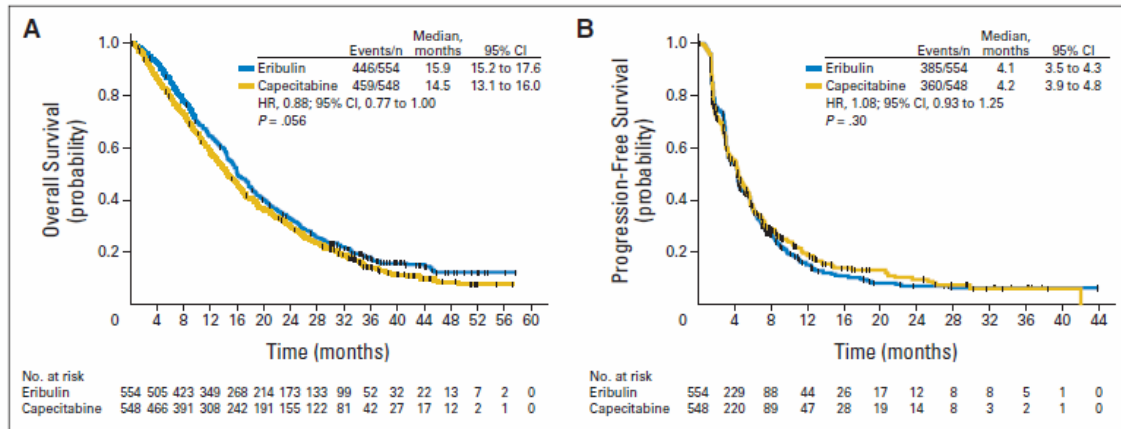 A
Events/n Median, months 95% CI
Eribulin 446/554 15.9 15.2 to 17.6
Capecitabine 459/548 14.5 13.1 to 16.0
HR, 0.88; 95% CI, 0.77 to 1.00
P = .056
Overall Survival (probability)
1.0
0.8
0.6
0.4
0.2
0 4 8 12 16 20 24 28 32 36 40 44 48 52 56 60
Time (months)
No. at risk
Eribulin 554 505 423 349 268 214 173 133 99 52 32 22 13 7 2 0
Capecitabine 548 466 391 308 242 191 155 122 81 42 27 17 12 2 1 0
B
Events/n Median, months 95% CI
Eribulin 385/554 4.1 3.5 to 4.3
Capecitabine 360/548 4.2 3.9 to 4.8
HR, 1.08; 95% CI, 0.93 to 1.25
P = .30
Progression-Free Survival (probability)
1.0
0.8
0.6
0.4
0.2
0 4 8 12 16 20 24 28 32 36 40 44
Time (months)
No. at risk
Eribulin 554 229 88 44 26 17 12 8 8 5 1 0
Capecitabine 548 220 89 47 28 19 14 8 3 2 1 0